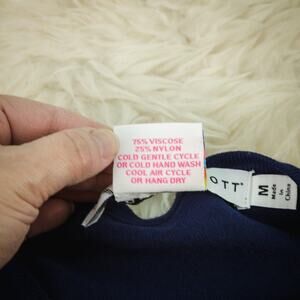 75% VISCOSE
25% NYLON
COLD GENTLE CYCLE
OR COLD HAND WASH
COOL AIR CYCLE
OR HANG DRY
OTT
M
Made
in
China